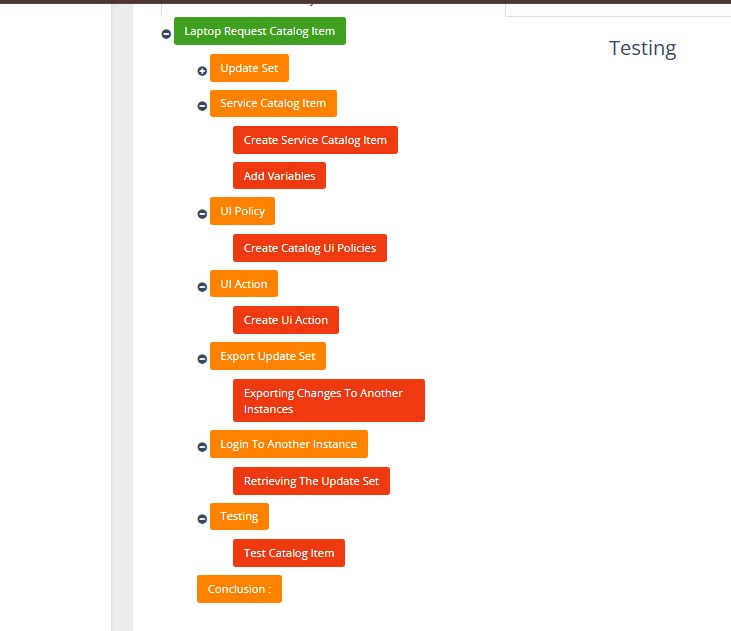 Laptop Request Catalog Item
Testing
Update Set
Service Catalog Item
Create Service Catalog Item
Add Variables
UI Policy
Create Catalog Ui Policies
UI Action
Create Ui Action
Export Update Set
Exporting Changes To Another
Instances
Login To Another Instance
Retrieving The Update Set
Testing
Test Catalog Item
Conclusion :